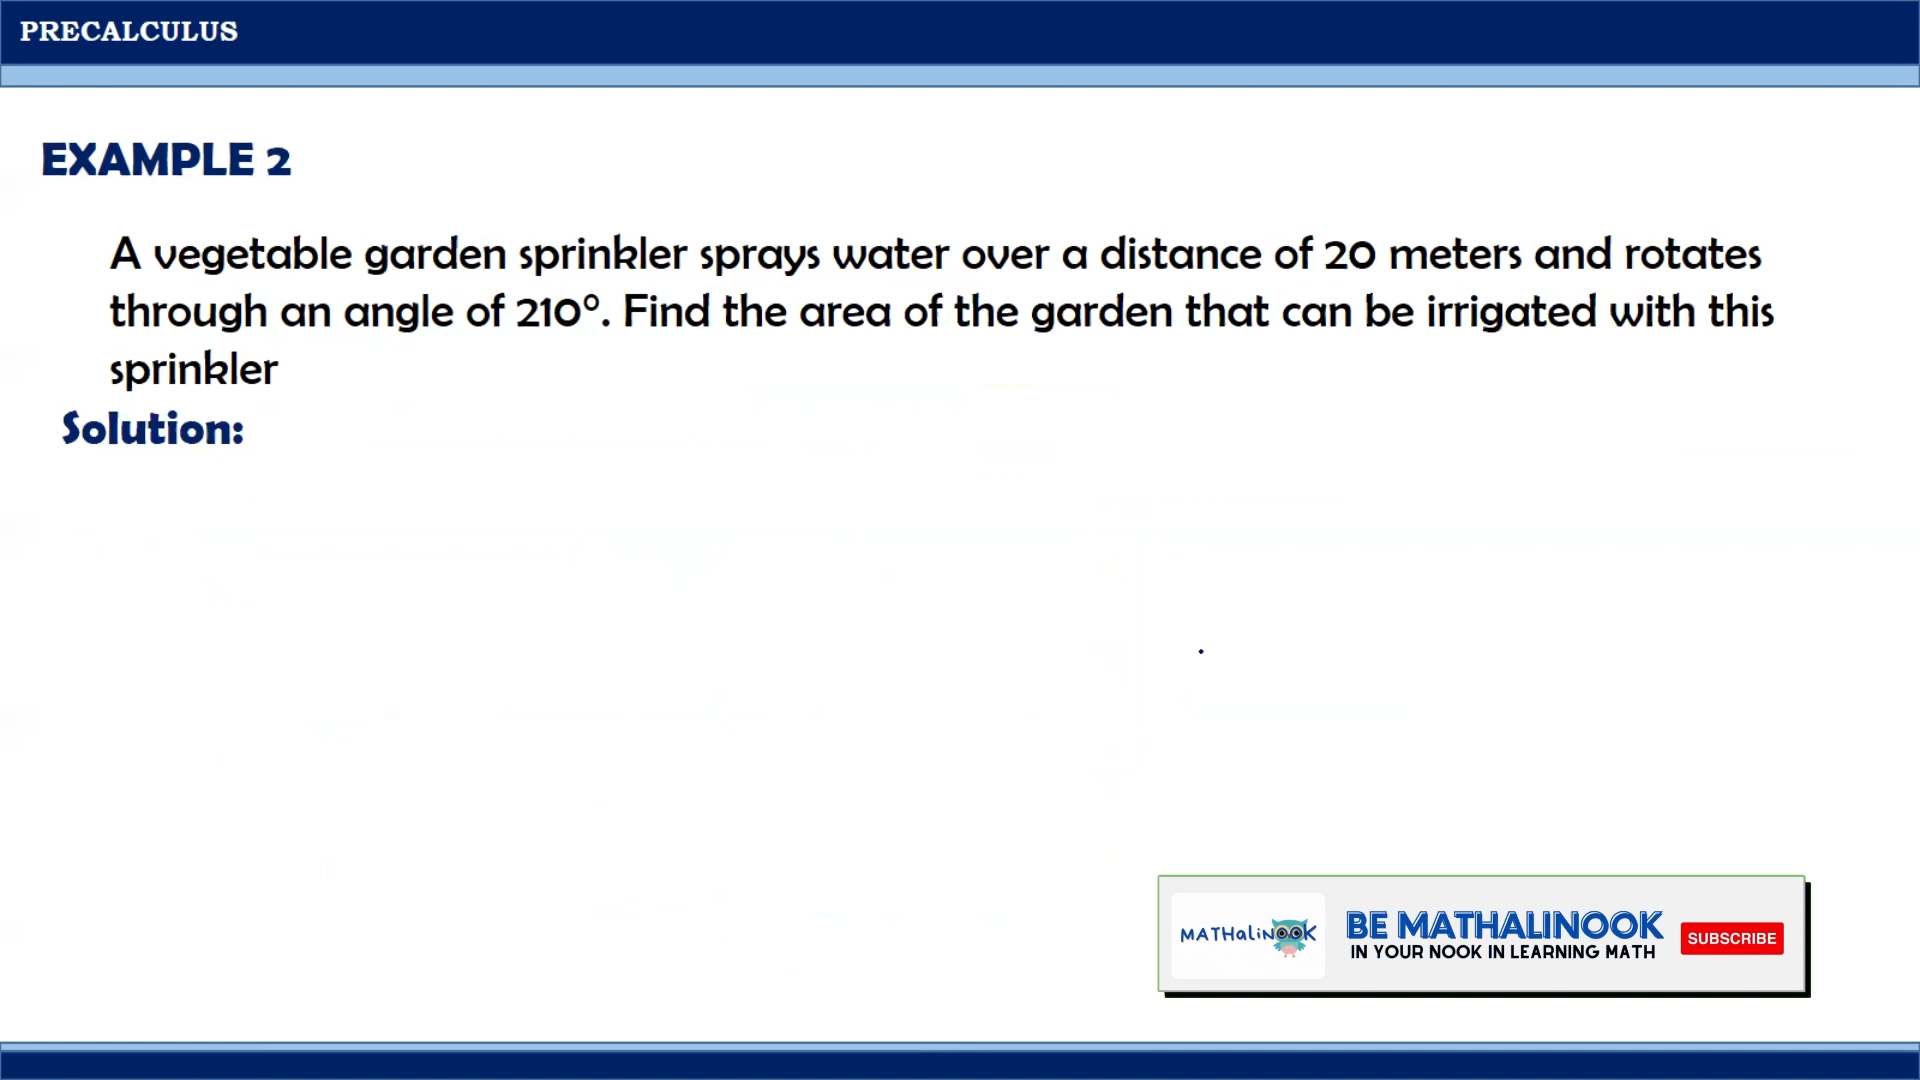 PRECALCULUS
EXAMPLE 2
A vegetable garden sprinkler sprays water over a distance of 20 meters and rotates
through an angle of 210°. Find the area of the garden that can be irrigated with this
sprinkler
Solution:
MATHaliNOOK
BE MATHALINOOK
IN YOUR NOOK IN LEARNING MATH
SUBSCRIBE